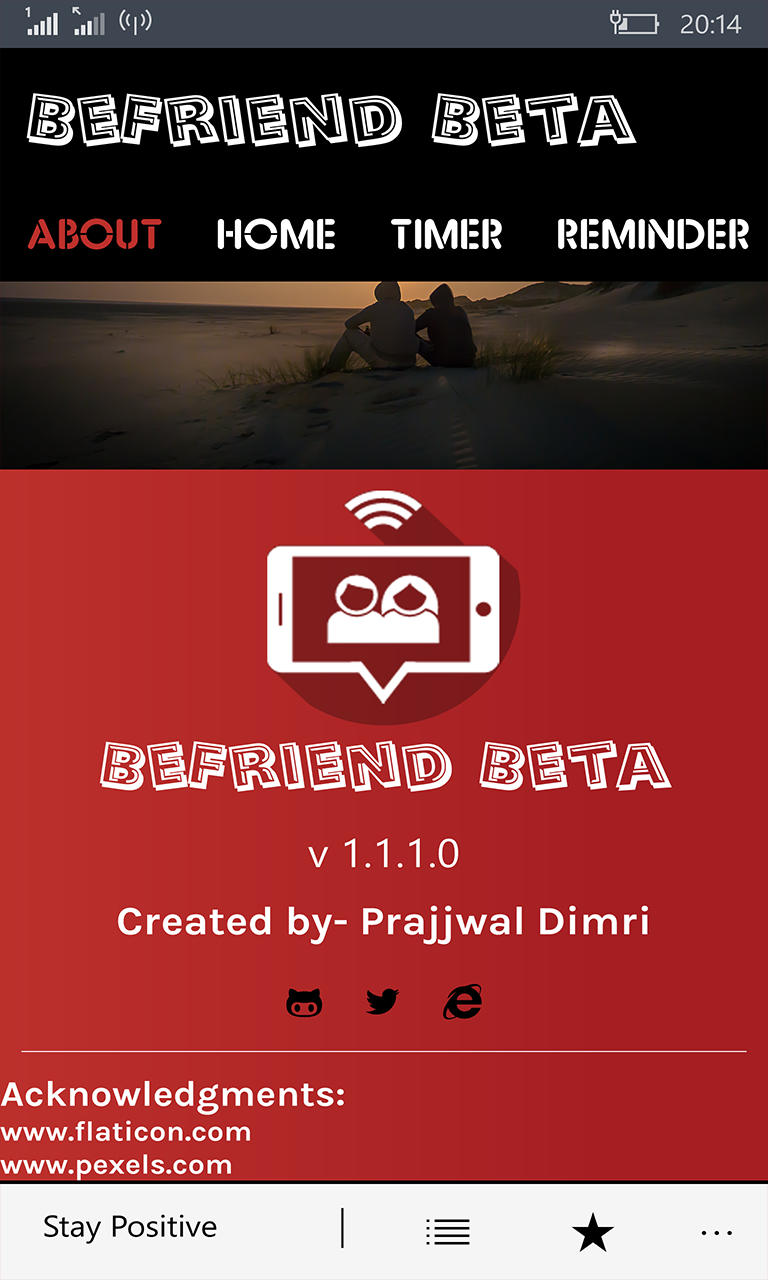 1
20:14
BEFRIEND BETA
ABOUT HOME TIMER REMINDER
BEFRIEND BETA
v 1.1.1.0
Created by- Prajjwal Dimri
Acknowledgments:
www.flaticon.com
www.pexels.com
Stay Positive